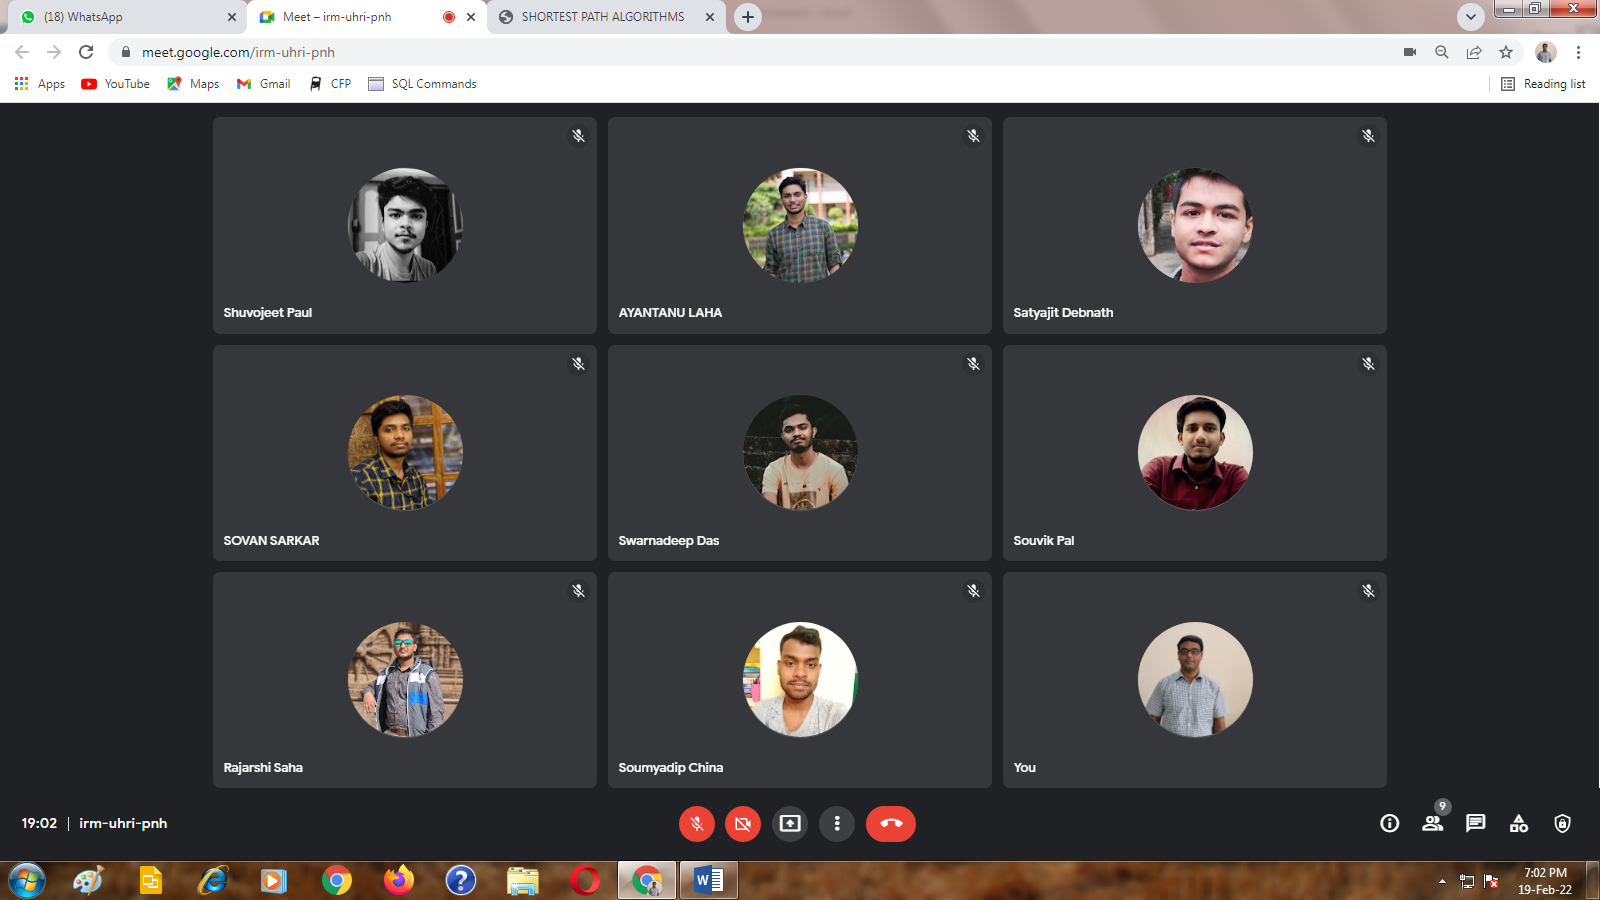 (18) WhatsApp
Meet – irm-uhri-pnh
SHORTEST PATH ALGORITHMS
meet.google.com/irm-uhri-pnh
Apps
YouTube
Maps
Gmail
CFP
SQL Commands
Reading list
Shuvojeet Paul
AYANTANU LAHA
Satyajit Debnath
SOVAN SARKAR
Swarnadeep Das
Souvik Pal
Rajarshi Saha
Soumyadip China
You
19:02 | irm-uhri-pnh
9
7:02 PM
19-Feb-22